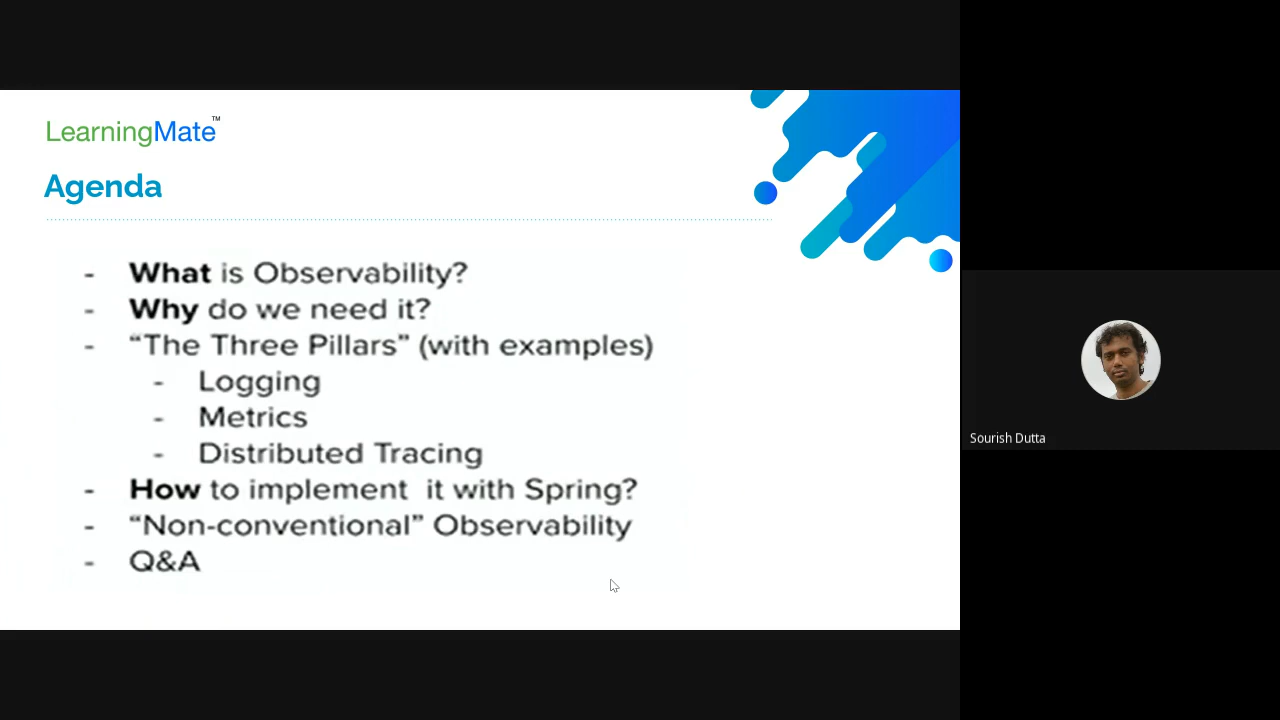 LearningMate™
Agenda
- What is Observability?
- Why do we need it?
- “The Three Pillars” (with examples)
- Logging
- Metrics
- Distributed Tracing
- How to implement it with Spring?
- “Non-conventional” Observability
- Q&A
Sourish Dutta